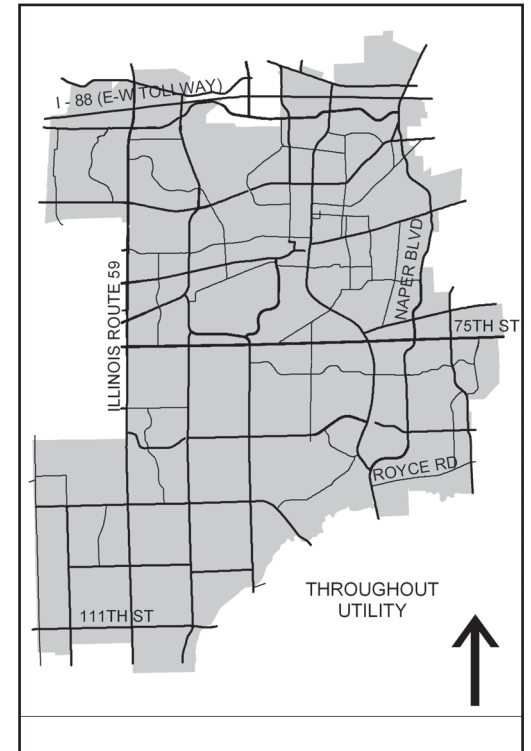 I - 88 (E-W TOLLWAY)
ILLINOIS ROUTE 59
NAPER BLVD
75TH ST
ROYCE RD
THROUGHOUT
UTILITY
111TH ST